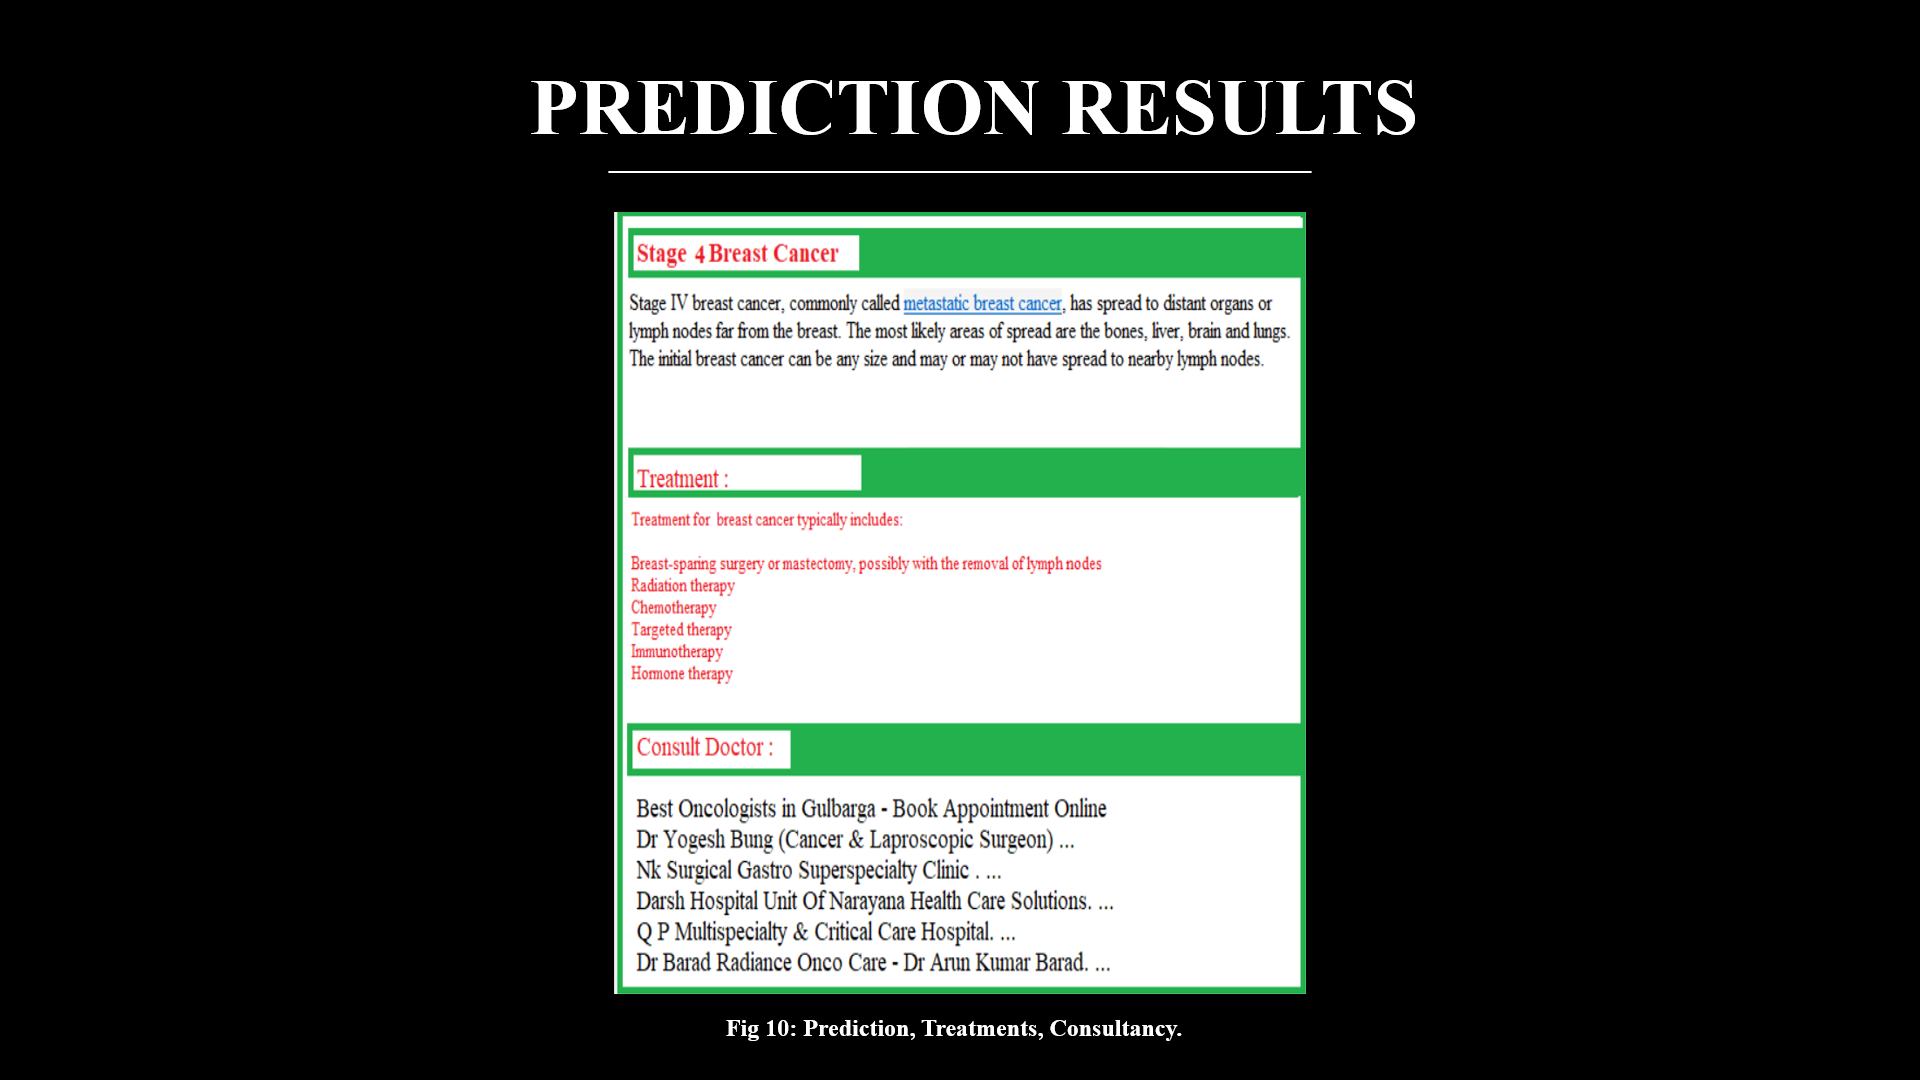 PREDICTION RESULTS
Stage 4 Breast Cancer
Stage IV breast cancer, commonly called metastatic breast cancer, has spread to distant organs or
lymph nodes far from the breast. The most likely areas of spread are the bones, liver, brain and lungs.
The initial breast cancer can be any size and may or may not have spread to nearby lymph nodes.
Treatment :
Treatment for breast cancer typically includes:
Breast-sparing surgery or mastectomy, possibly with the removal of lymph nodes
Radiation therapy
Chemotherapy
Targeted therapy
Immunotherapy
Hormone therapy
Consult Doctor :
Best Oncologists in Gulbarga - Book Appointment Online
Dr Yogesh Bung (Cancer & Laproscopic Surgeon) ...
Nk Surgical Gastro Superspecialty Clinic . ...
Darsh Hospital Unit Of Narayana Health Care Solutions. ...
Q P Multispecialty & Critical Care Hospital. ...
Dr Barad Radiance Onco Care - Dr Arun Kumar Barad. ...
Fig 10: Prediction, Treatments, Consultancy.